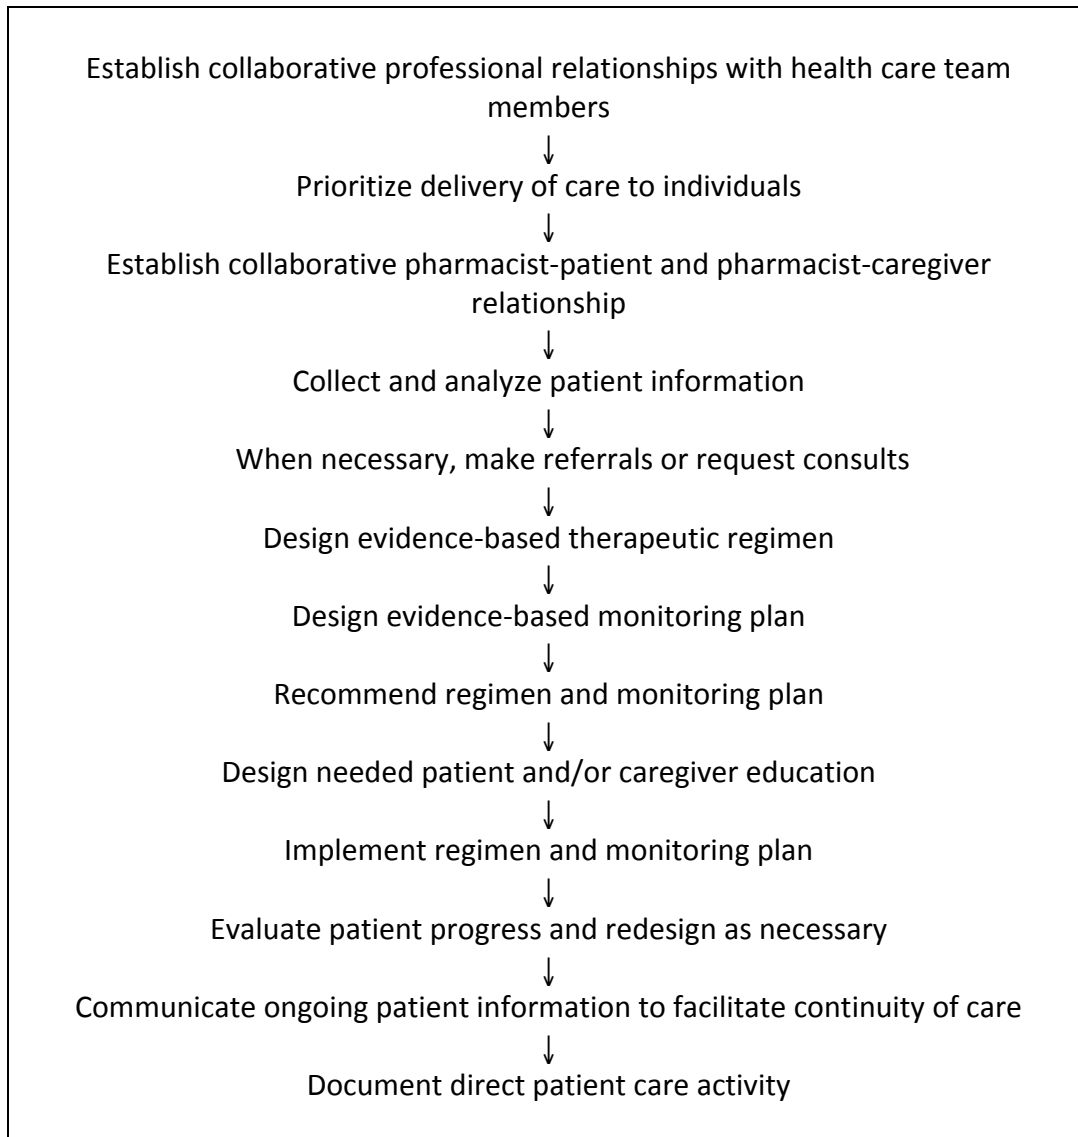 Establish collaborative professional relationships with health care team
members
↓
Prioritize delivery of care to individuals
↓
Establish collaborative pharmacist-patient and pharmacist-caregiver
relationship
↓
Collect and analyze patient information
↓
When necessary, make referrals or request consults
↓
Design evidence-based therapeutic regimen
↓
Design evidence-based monitoring plan
↓
Recommend regimen and monitoring plan
↓
Design needed patient and/or caregiver education
↓
Implement regimen and monitoring plan
↓
Evaluate patient progress and redesign as necessary
↓
Communicate ongoing patient information to facilitate continuity of care
↓
Document direct patient care activity